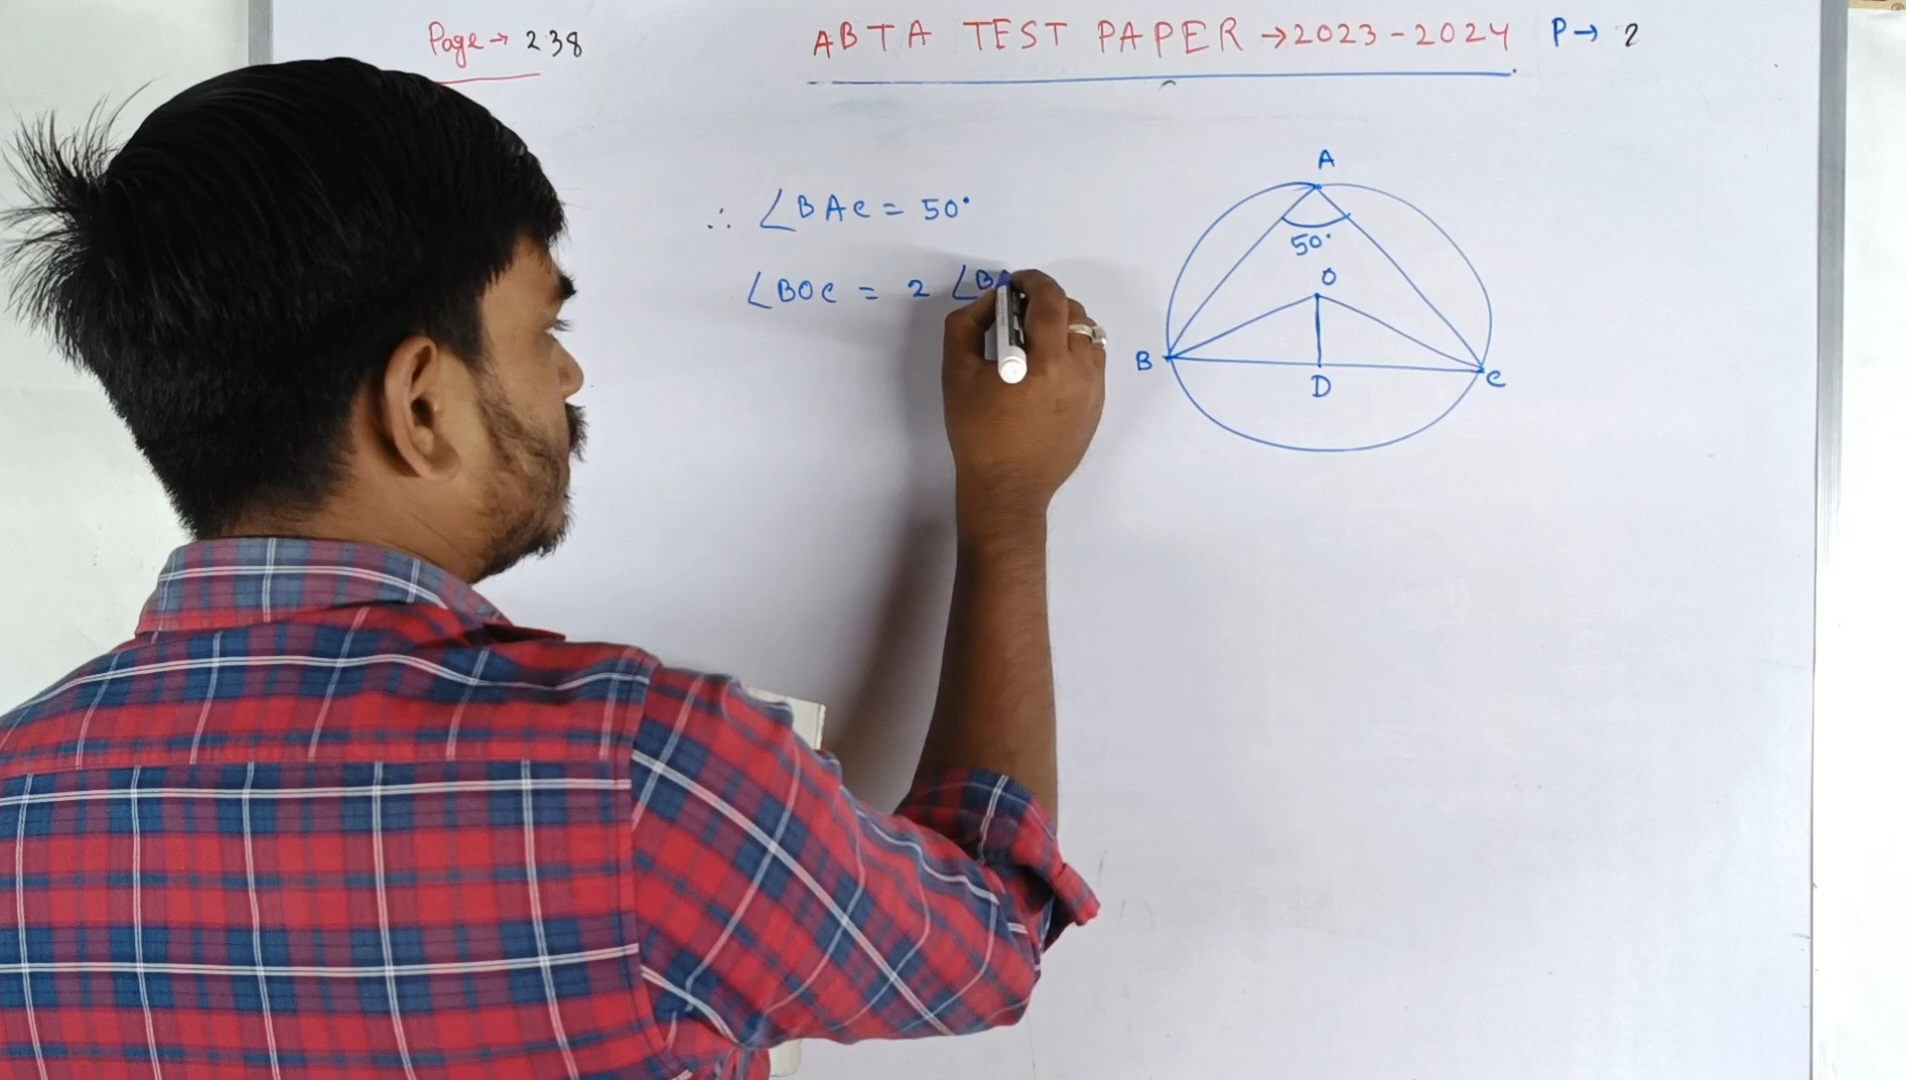 Page → 238
ABTA TEST PAPER → 2023-2024 P → 2
∴ ∠BAC = 50°
∠BOC = 2 ∠B
A
50°
O
B
D
C